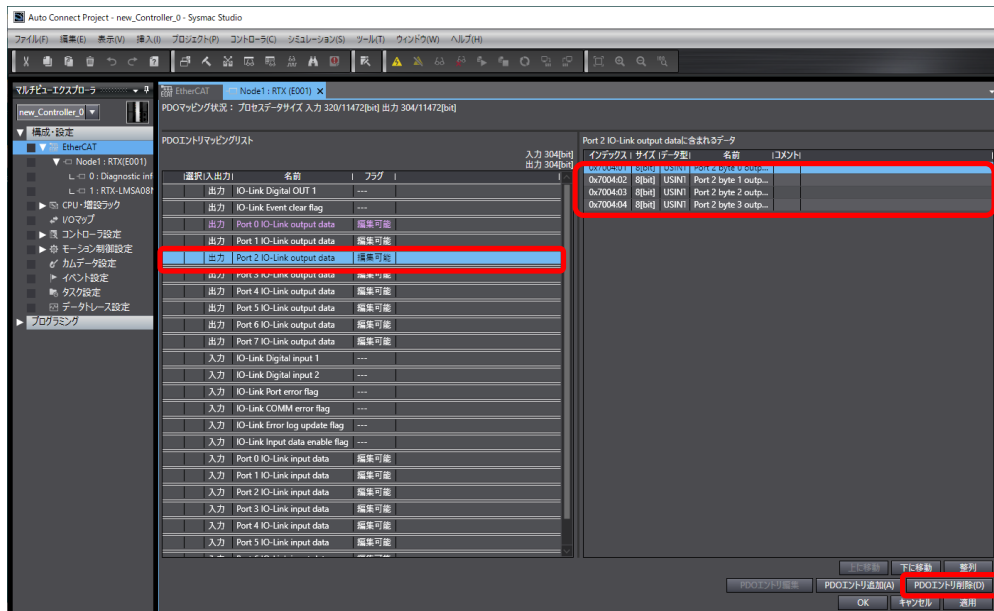 Auto Connect Project - new_Controller_0 - Sysmac Studio
ファイル(F) 編集(E) 表示(V) 挿入(I) プロジェクト(P) コントローラ(C) シミュレーション(S) ツール(T) ウィンドウ(W) ヘルプ(H)
マルチビューエクスプローラ
new_Controller_0
構成・設定
EtherCAT
Node1 : RTX(E001)
0 : Diagnostic inf
1 : RTX-LMSA08
CPU・増設ラック
I/Oマップ
コントローラ設定
モーション制御設定
カムデータ設定
イベント設定
タスク設定
データトレース設定
プログラミング
EtherCAT Node1 : RTX (E001)
PDOマッピング状況： プロセスデータサイズ 入力 320/11472[bit] 出力 304/11472[bit]
PDOエントリマッピングリスト
入力 304[bit]
出力 304[bit]
選択 入出力 名前 フラグ
出力 IO-Link Digital OUT 1 ---
出力 IO-Link Event clear flag ---
出力 Port 0 IO-Link output data 編集可能
出力 Port 1 IO-Link output data 編集可能
出力 Port 2 IO-Link output data 編集可能
出力 Port 3 IO-Link output data 編集可能
出力 Port 4 IO-Link output data 編集可能
出力 Port 5 IO-Link output data 編集可能
出力 Port 6 IO-Link output data 編集可能
出力 Port 7 IO-Link output data 編集可能
入力 IO-Link Digital input 1 ---
入力 IO-Link Digital input 2 ---
入力 IO-Link Port error flag ---
入力 IO-Link COMM error flag ---
入力 IO-Link Error log update flag ---
入力 IO-Link Input data enable flag ---
入力 Port 0 IO-Link input data 編集可能
入力 Port 1 IO-Link input data 編集可能
入力 Port 2 IO-Link input data 編集可能
入力 Port 3 IO-Link input data 編集可能
入力 Port 4 IO-Link input data 編集可能
入力 Port 5 IO-Link input data 編集可能
Port 2 IO-Link output dataに含まれるデータ
インデックス サイズ データ型 名前 コメント
0x7004:01 8[bit] USINT Port 2 byte 0 outp...
0x7004:02 8[bit] USINT Port 2 byte 1 outp...
0x7004:03 8[bit] USINT Port 2 byte 2 outp...
0x7004:04 8[bit] USINT Port 2 byte 3 outp...
上に移動 下に移動 整列
PDOエントリ編集 PDOエントリ追加(A) PDOエントリ削除(D)
OK キャンセル 適用